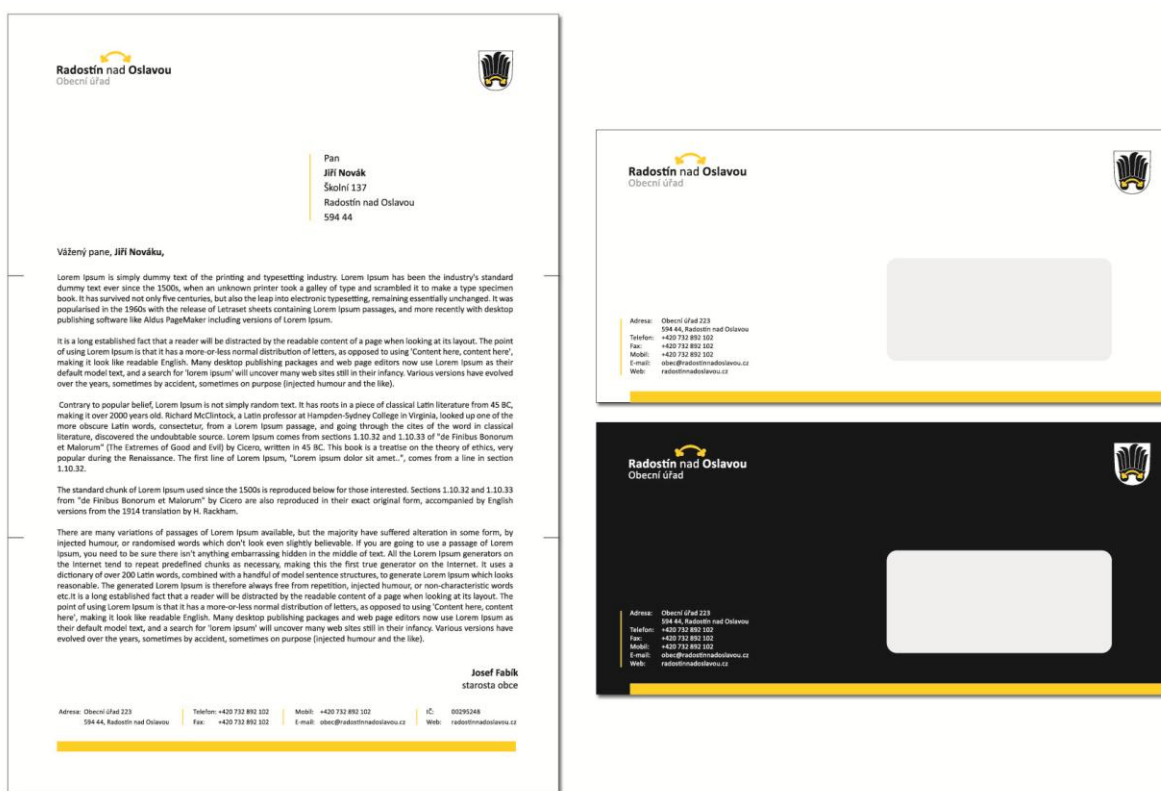 Radostín nad Oslavou
Obecní úřad
Pan
Jiří Novák
Školní 137
Radostín nad Oslavou
594 44
Vážený pane, Jiří Nováku,
Lorem Ipsum is simply dummy text of the printing and typesetting industry. Lorem Ipsum has been the industry's standard
dummy text ever since the 1500s, when an unknown printer took a galley of type and scrambled it to make a type specimen
book. It has survived not only five centuries, but also the leap into electronic typesetting, remaining essentially unchanged. It was
popularised in the 1960s with the release of Letraset sheets containing Lorem Ipsum passages, and more recently with desktop
publishing software like Aldus PageMaker including versions of Lorem Ipsum.
It is a long established fact that a reader will be distracted by the readable content of a page when looking at its layout. The point
of using Lorem Ipsum is that it has a more-or-less normal distribution of letters, as opposed to using 'Content here, content here',
making it look like readable English. Many desktop publishing packages and web page editors now use Lorem Ipsum as their
default model text, and a search for 'lorem ipsum' will uncover many web sites still in their infancy. Various versions have evolved
over the years, sometimes by accident, sometimes on purpose (injected humour and the like).
Contrary to popular belief, Lorem Ipsum is not simply random text. It has roots in a piece of classical Latin literature from 45 BC,
making it over 2000 years old. Richard McClintock, a Latin professor at Hampden-Sydney College in Virginia, looked up one of the
more obscure Latin words, consectetur, from a Lorem Ipsum passage, and going through the cites of the word in classical
literature, discovered the undoubtable source. Lorem Ipsum comes from sections 1.10.32 and 1.10.33 of "de Finibus Bonorum
et Malorum" (The Extremes of Good and Evil) by Cicero, written in 45 BC. This book is a treatise on the theory of ethics, very
popular during the Renaissance. The first line of Lorem Ipsum, "Lorem ipsum dolor sit amet..", comes from a line in section
1.10.32.
The standard chunk of Lorem Ipsum used since the 1500s is reproduced below for those interested. Sections 1.10.32 and 1.10.33
from "de Finibus Bonorum et Malorum" by Cicero are also reproduced in their exact original form, accompanied by English
versions from the 1914 translation by H. Rackham.
There are many variations of passages of Lorem Ipsum available, but the majority have suffered alteration in some form, by
injected humour, or randomised words which don't look even slightly believable. If you are going to use a passage of Lorem
Ipsum, you need to be sure there isn't anything embarrassing hidden in the middle of text. All the Lorem Ipsum generators on
the Internet tend to repeat predefined chunks as necessary, making this the first true generator on the Internet. It uses a
dictionary of over 200 Latin words, combined with a handful of model sentence structures, to generate Lorem Ipsum which looks
reasonable. The generated Lorem Ipsum is therefore always free from repetition, injected humour, or non-characteristic words
etc.It is a long established fact that a reader will be distracted by the readable content of a page when looking at its layout. The
point of using Lorem Ipsum is that it has a more-or-less normal distribution of letters, as opposed to using 'Content here, content
here', making it look like readable English. Many desktop publishing packages and web page editors now use Lorem Ipsum as
their default model text, and a search for 'lorem ipsum' will uncover many web sites still in their infancy. Various versions have
evolved over the years, sometimes by accident, sometimes on purpose (injected humour and the like).
Josef Fabík
starosta obce
Adresa: Obecní úřad 223 Telefon: +420 732 892 102 Mobil: +420 732 892 102 IČ: 00295248
594 44, Radostín nad Oslavou Fax: +420 732 892 102 E-mail: obec@radostinnadoslavou.cz Web: radostinnadoslavou.cz
Radostín nad Oslavou
Obecní úřad
Adresa: Obecní úřad 223
594 44, Radostín nad Oslavou
Telefon: +420 732 892 102
Fax: +420 732 892 102
Mobil: +420 732 892 102
E-mail: obec@radostinnadoslavou.cz
Web: radostinnadoslavou.cz
Radostín nad Oslavou
Obecní úřad
Adresa: Obecní úřad 223
594 44, Radostín nad Oslavou
Telefon: +420 732 892 102
Fax: +420 732 892 102
Mobil: +420 732 892 102
E-mail: obec@radostinnadoslavou.cz
Web: radostinnadoslavou.cz